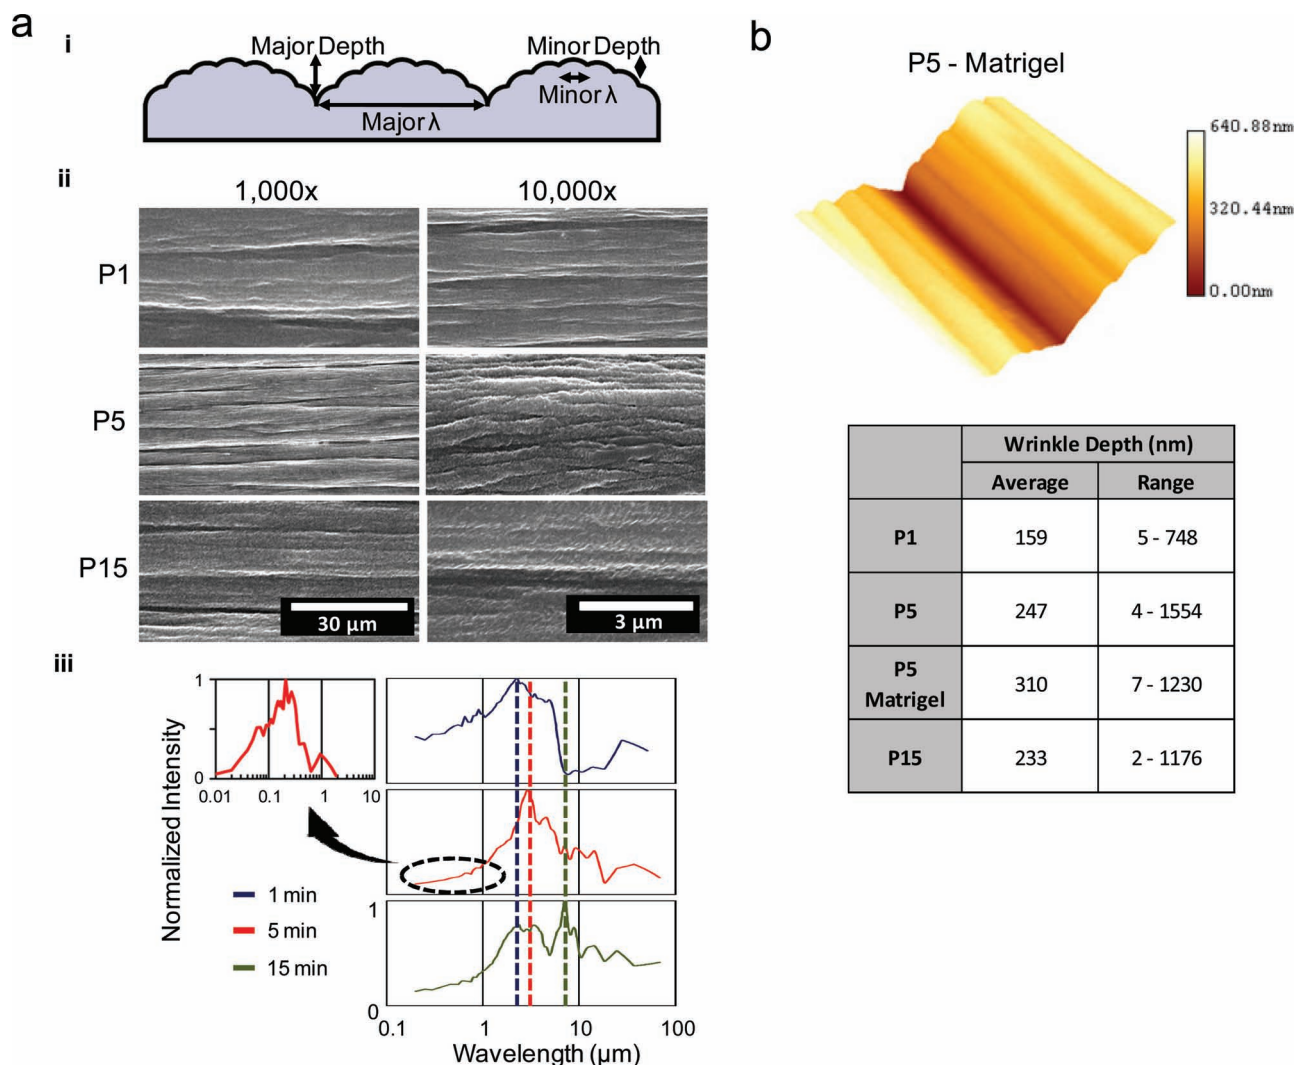 a
i
Major Depth
Minor Depth
Minor λ
Major λ
ii
1,000x
10,000x
P1
P5
P15
30 µm
3 µm
iii
Normalized Intensity
1
0
0.01
0.1
1
10
1 min
5 min
15 min
1
0
0.1
1
10
100
Wavelength (µm)
b
P5 - Matrigel
640.88nm
320.44nm
0.00nm
Wrinkle Depth (nm)
Average Range
P1 159 5 - 748
P5 247 4 - 1554
P5
Matrigel 310 7 - 1230
P15 233 2 - 1176